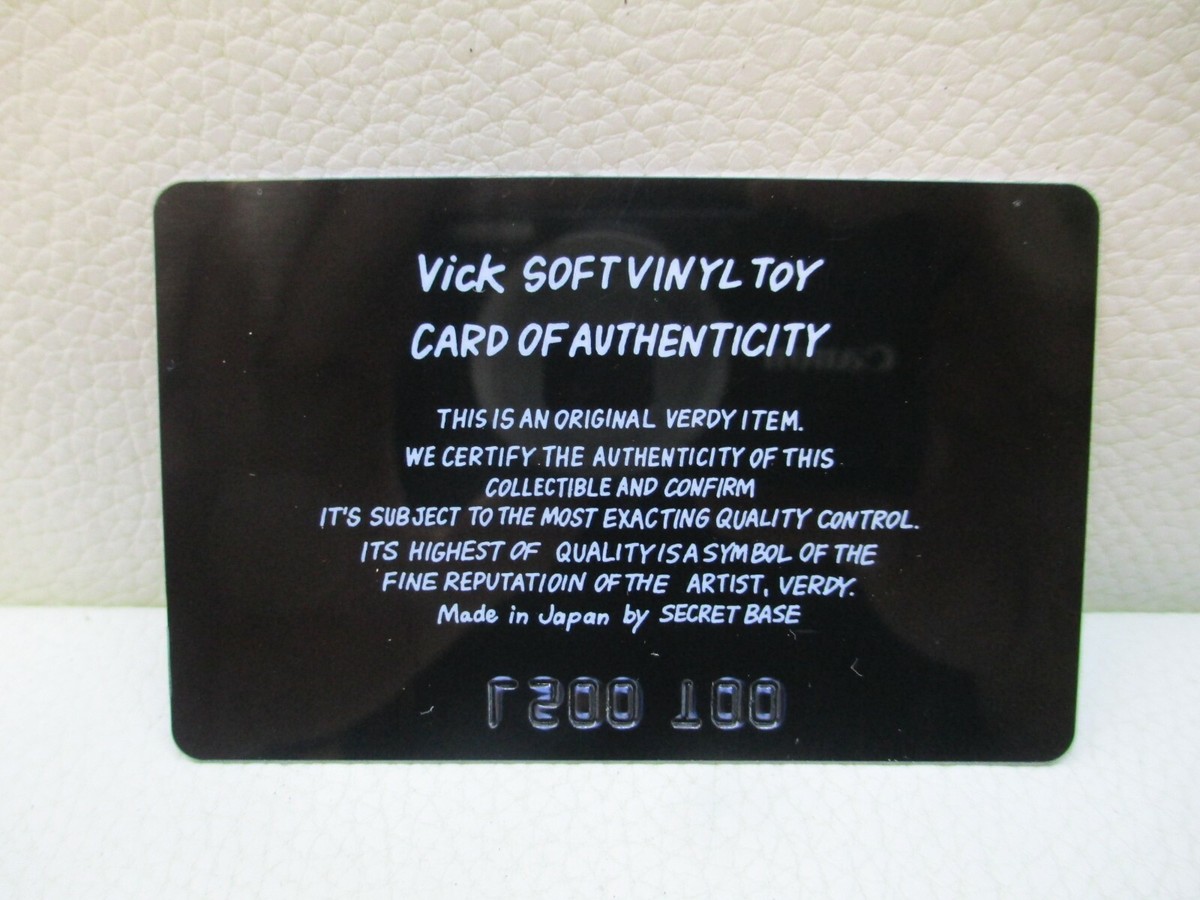 Vick SOFT VINYL TOY
CARD OF AUTHENTICITY
THIS IS AN ORIGINAL VERDY ITEM.
WE CERTIFY THE AUTHENTICITY OF THIS
COLLECTIBLE AND CONFIRM
IT'S SUBJECT TO THE MOST EXACTING QUALITY CONTROL.
ITS HIGHEST OF QUALITY IS A SYMBOL OF THE
FINE REPUTATIOIN OF THE ARTIST, VERDY.
Made in Japan by SECRET BASE
001